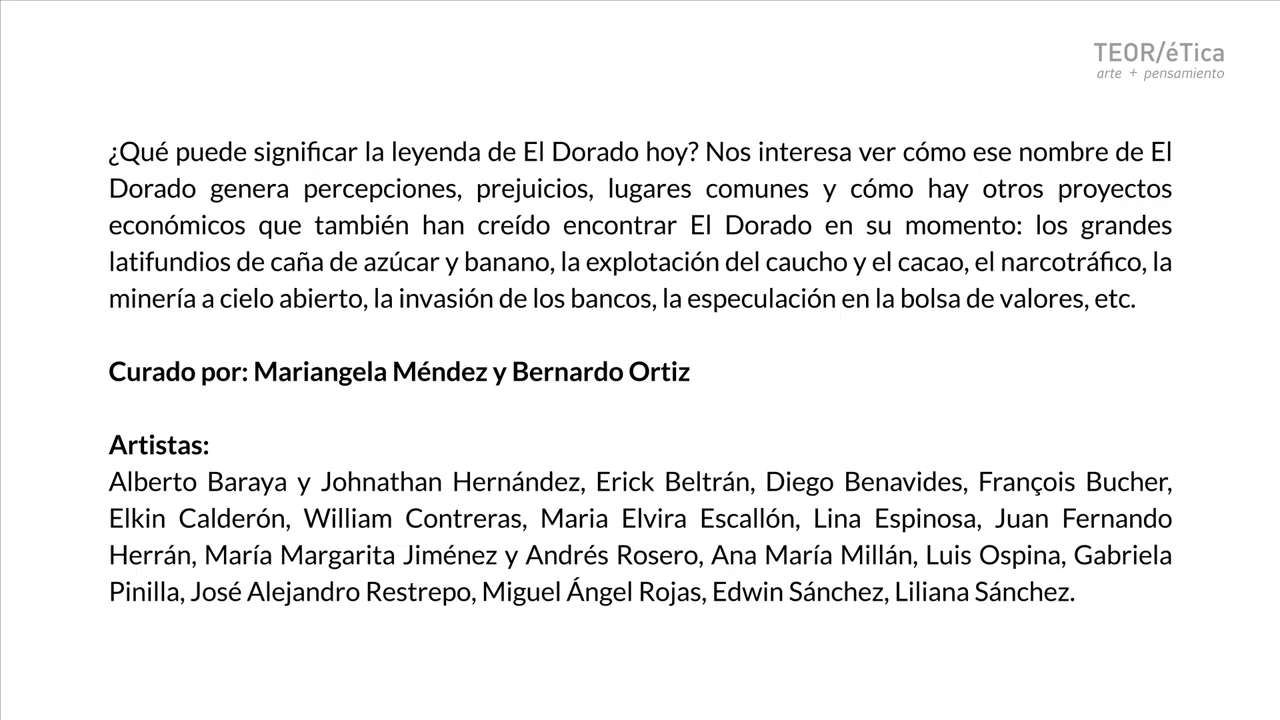 TEOR/éTica
arte + pensamiento
¿Qué puede significar la leyenda de El Dorado hoy? Nos interesa ver cómo ese nombre de El
Dorado genera percepciones, prejuicios, lugares comunes y cómo hay otros proyectos
económicos que también han creído encontrar El Dorado en su momento: los grandes
latifundios de caña de azúcar y banano, la explotación del caucho y el cacao, el narcotráfico, la
minería a cielo abierto, la invasión de los bancos, la especulación en la bolsa de valores, etc.
Curado por: Mariangela Méndez y Bernardo Ortiz
Artistas:
Alberto Baraya y Johnathan Hernández, Erick Beltrán, Diego Benavides, François Bucher,
Elkin Calderón, William Contreras, Maria Elvira Escallón, Lina Espinosa, Juan Fernando
Herrán, María Margarita Jiménez y Andrés Rosero, Ana María Millán, Luis Ospina, Gabriela
Pinilla, José Alejandro Restrepo, Miguel Ángel Rojas, Edwin Sánchez, Liliana Sánchez.